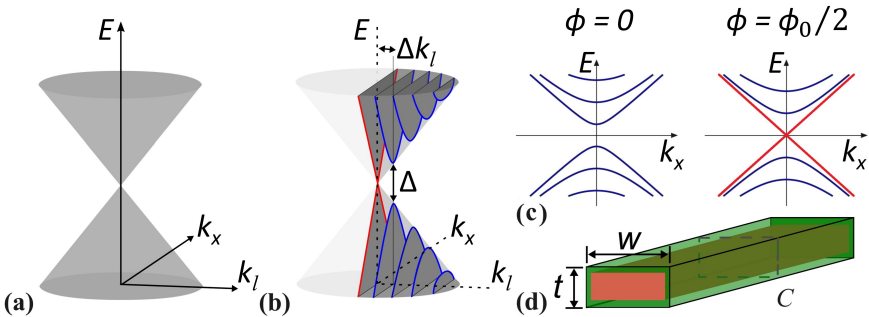 E
k_x
k_l
(a)
E
Δk_l
Δ
k_x
k_l
(b)
ϕ = 0
ϕ = ϕ_0/2
E
E
k_x
k_x
(c)
w
t
C
(d)